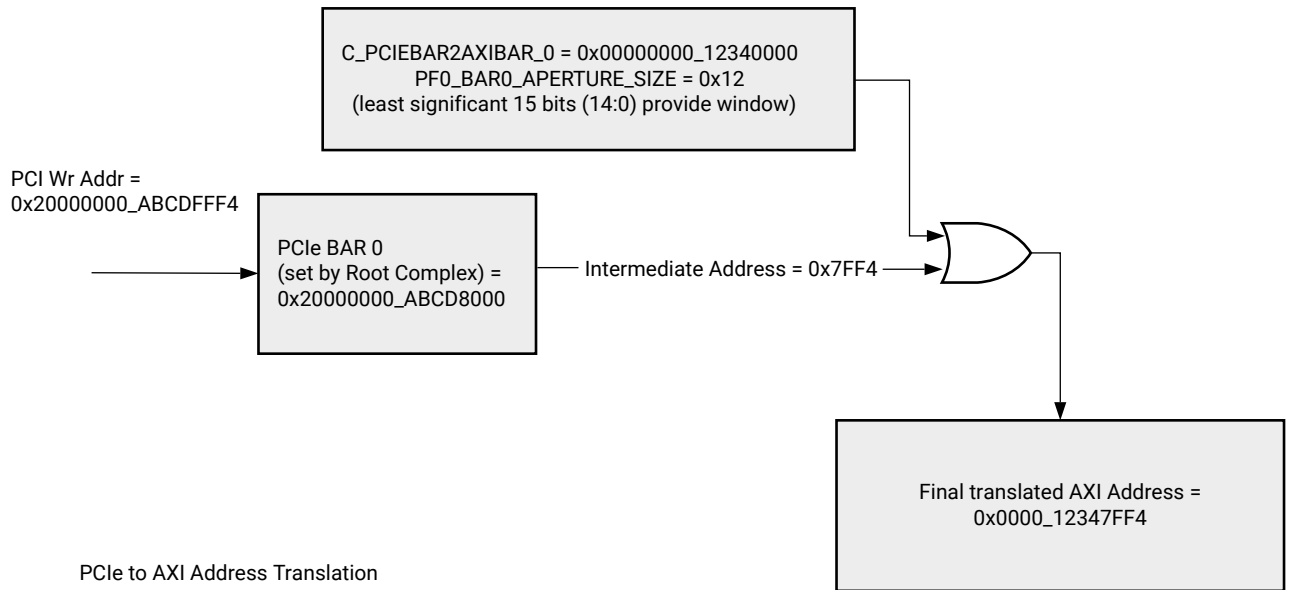 C_PCIEBAR2AXIBAR_0 = 0x00000000_12340000
PF0_BAR0_APERTURE_SIZE = 0x12
(least significant 15 bits (14:0) provide window)
PCI Wr Addr =
0x20000000_ABCDFFF4
PCIe BAR 0
(set by Root Complex) =
0x20000000_ABCD8000
Intermediate Address = 0x7FF4
Final translated AXI Address =
0x0000_12347FF4
PCIe to AXI Address Translation